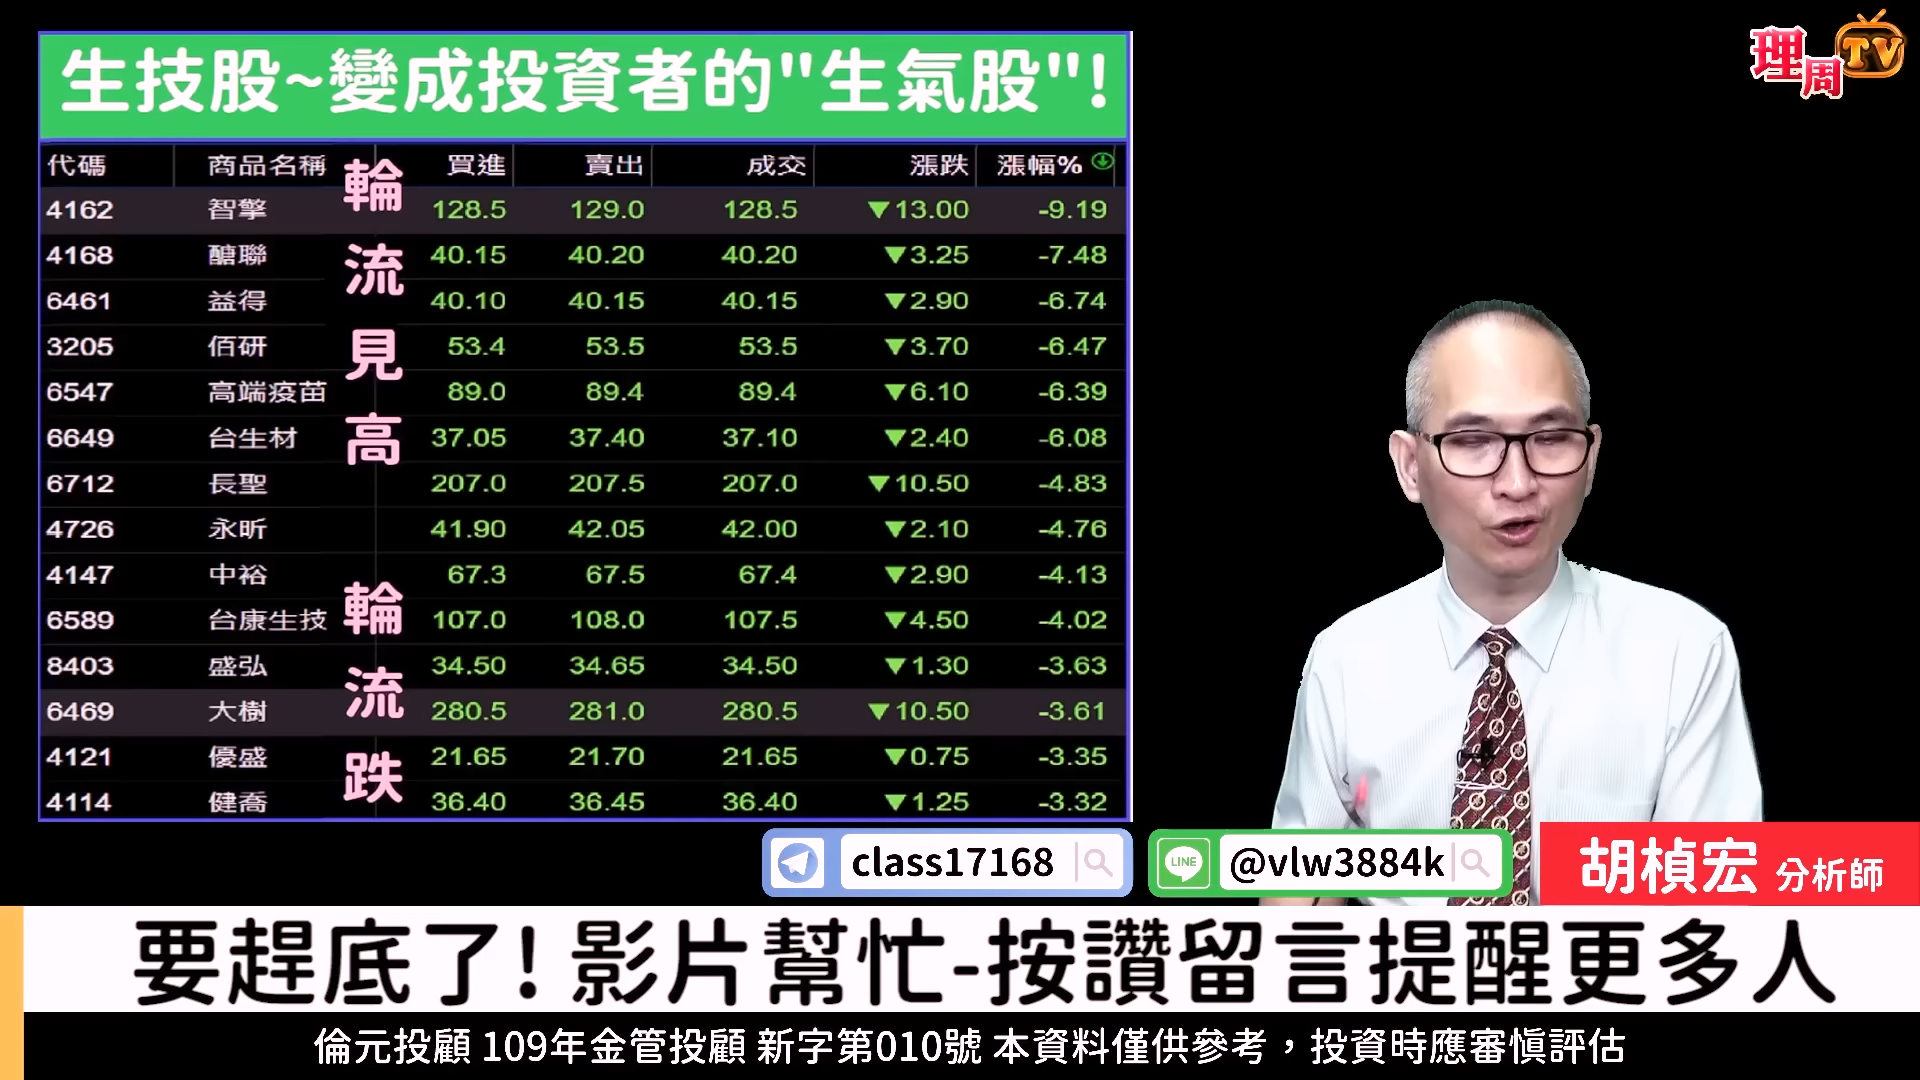 生技股~變成投資者的"生氣股"!
理周TV
代碼 商品名稱 買進 賣出 成交 漲跌 漲幅%
4162 智擎 128.5 129.0 128.5 ▼13.00 -9.19
4168 醣聯 40.15 40.20 40.20 ▼3.25 -7.48
6461 益得 40.10 40.15 40.15 ▼2.90 -6.74
3205 佰研 53.4 53.5 53.5 ▼3.70 -6.47
6547 高端疫苗 89.0 89.4 89.4 ▼6.10 -6.39
6649 台生材 37.05 37.40 37.10 ▼2.40 -6.08
6712 長聖 207.0 207.5 207.0 ▼10.50 -4.83
4726 永昕 41.90 42.05 42.00 ▼2.10 -4.76
4147 中裕 67.3 67.5 67.4 ▼2.90 -4.13
6589 台康生技 107.0 108.0 107.5 ▼4.50 -4.02
8403 盛弘 34.50 34.65 34.50 ▼1.30 -3.63
6469 大樹 280.5 281.0 280.5 ▼10.50 -3.61
4121 優盛 21.65 21.70 21.65 ▼0.75 -3.35
4114 健喬 36.40 36.45 36.40 ▼1.25 -3.32
輪流見高
輪流跌
class17168
LINE @vlw3884k
胡楨宏 分析師
要趕底了!影片幫忙-按讚留言提醒更多人
倫元投顧 109年金管投顧 新字第010號 本資料僅供參考，投資時應審慎評估